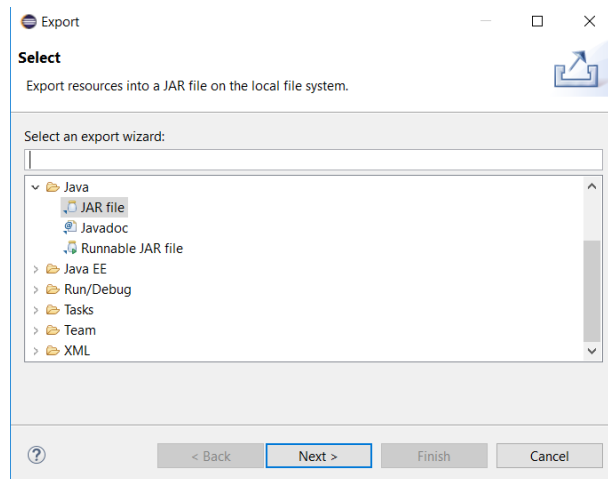 Export
Select
Export resources into a JAR file on the local file system.
Select an export wizard:
Java
JAR file
Javadoc
Runnable JAR file
Java EE
Run/Debug
Tasks
Team
XML
? < Back Next > Finish Cancel